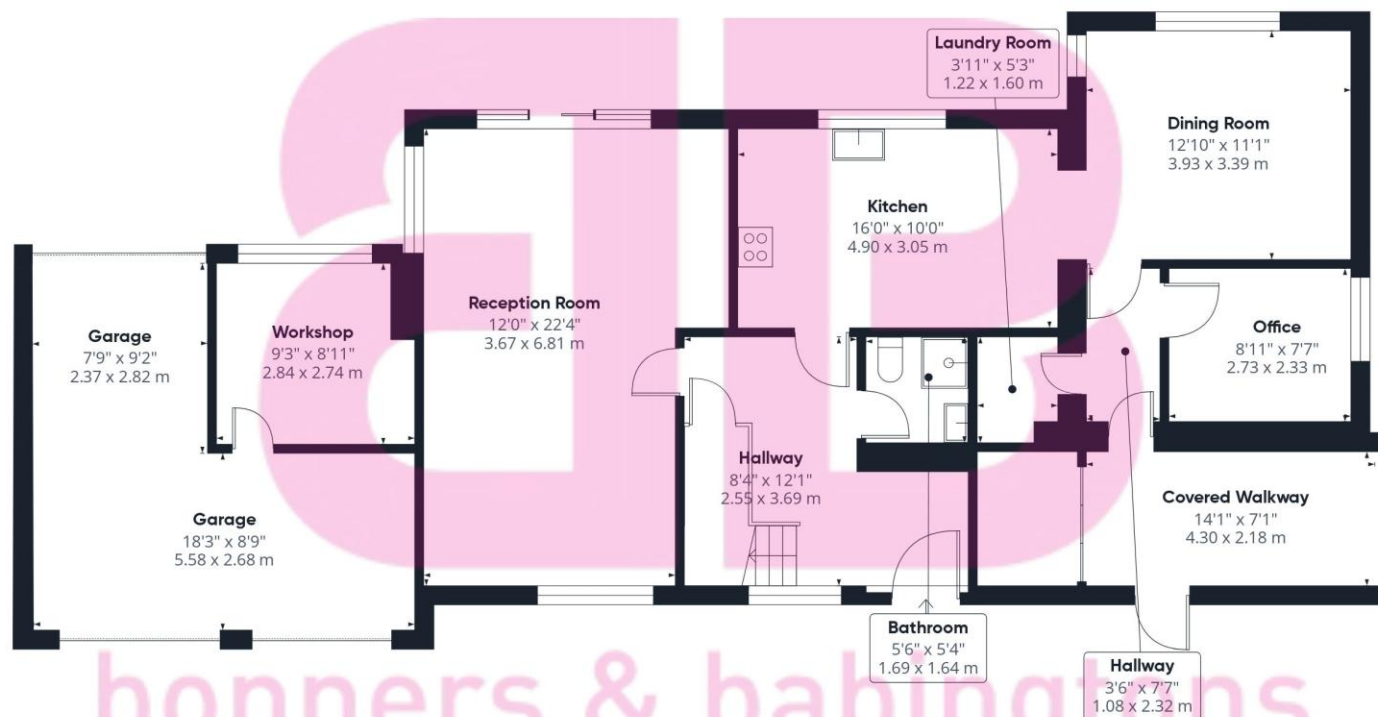 Laundry Room
3'11" x 5'3"
1.22 x 1.60 m
Dining Room
12'10" x 11'1"
3.93 x 3.39 m
Kitchen
16'0" x 10'0"
4.90 x 3.05 m
Reception Room
12'0" x 22'4"
3.67 x 6.81 m
Garage
7'9" x 9'2"
2.37 x 2.82 m
Workshop
9'3" x 8'11"
2.84 x 2.74 m
Office
8'11" x 7'7"
2.73 x 2.33 m
Hallway
8'4" x 12'1"
2.55 x 3.69 m
Covered Walkway
14'1" x 7'1"
4.30 x 2.18 m
Garage
18'3" x 8'9"
5.58 x 2.68 m
Bathroom
5'6" x 5'4"
1.69 x 1.64 m
Hallway
3'6" x 7'7"
1.08 x 2.32 m
bonners & babingtons